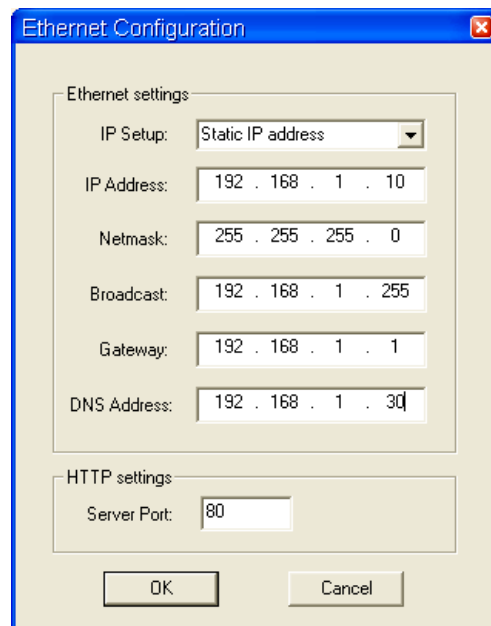 Ethernet Configuration
Ethernet settings
IP Setup: Static IP address
IP Address: 192 . 168 . 1 . 10
Netmask: 255 . 255 . 255 . 0
Broadcast: 192 . 168 . 1 . 255
Gateway: 192 . 168 . 1 . 1
DNS Address: 192 . 168 . 1 . 30
HTTP settings
Server Port: 80
OK Cancel